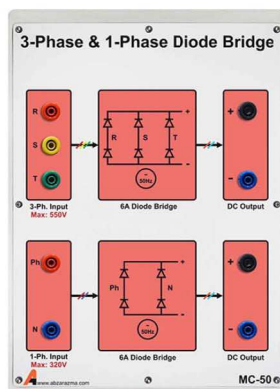 3-Phase & 1-Phase Diode Bridge
R
S
T
3-Ph. Input
Max: 550V
+
R S T
-
~
50Hz
6A Diode Bridge
+
-
DC Output
Ph
N
1-Ph. Input
Max: 320V
+
Ph N
-
~
50Hz
6A Diode Bridge
+
-
DC Output
www.abzarazma.com
MC-50